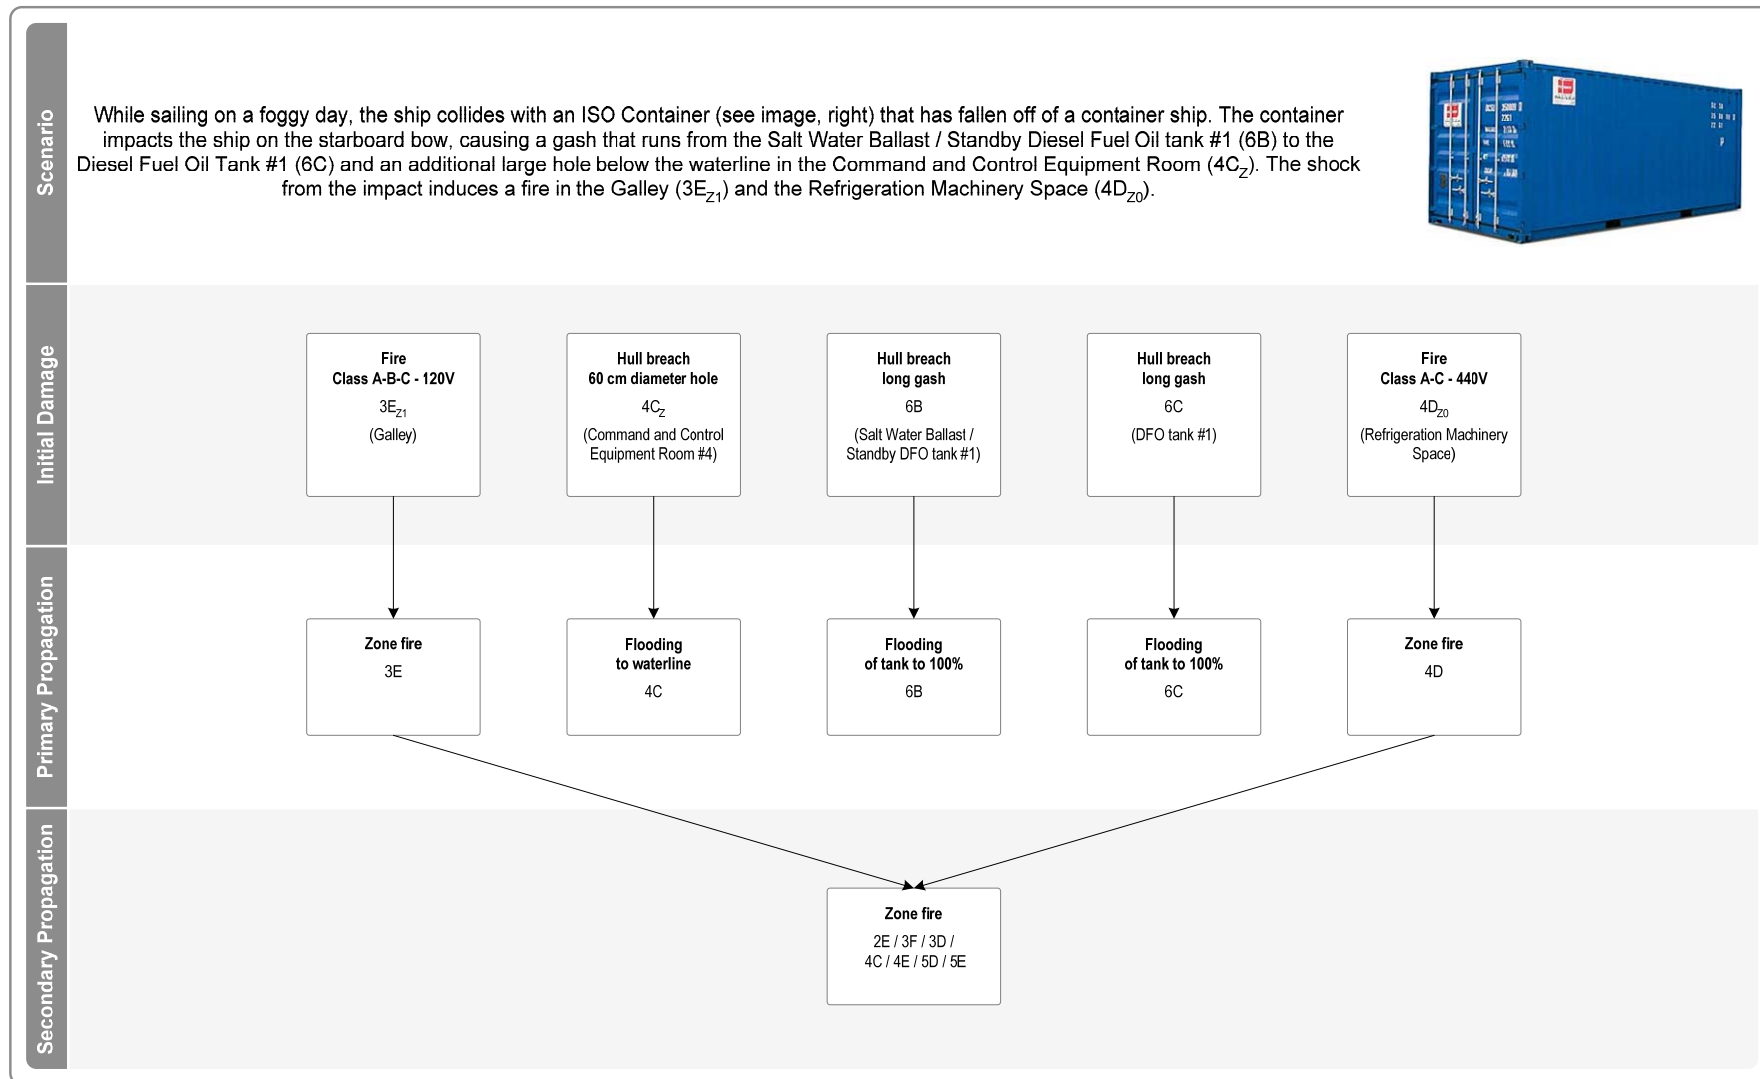 Scenario
While sailing on a foggy day, the ship collides with an ISO Container (see image, right) that has fallen off of a container ship. The container
impacts the ship on the starboard bow, causing a gash that runs from the Salt Water Ballast / Standby Diesel Fuel Oil tank #1 (6B) to the
Diesel Fuel Oil Tank #1 (6C) and an additional large hole below the waterline in the Command and Control Equipment Room (4CZ). The shock
from the impact induces a fire in the Galley (3EZ1) and the Refrigeration Machinery Space (4DZ0).
Initial Damage
Fire
Class A-B-C - 120V
3EZ1
(Galley)
Hull breach
60 cm diameter hole
4CZ
(Command and Control
Equipment Room #4)
Hull breach
long gash
6B
(Salt Water Ballast /
Standby DFO tank #1)
Hull breach
long gash
6C
(DFO tank #1)
Fire
Class A-C - 440V
4DZ0
(Refrigeration Machinery
Space)
Primary Propagation
Zone fire
3E
Flooding
to waterline
4C
Flooding
of tank to 100%
6B
Flooding
of tank to 100%
6C
Zone fire
4D
Secondary Propagation
Zone fire
2E / 3F / 3D /
4C / 4E / 5D / 5E